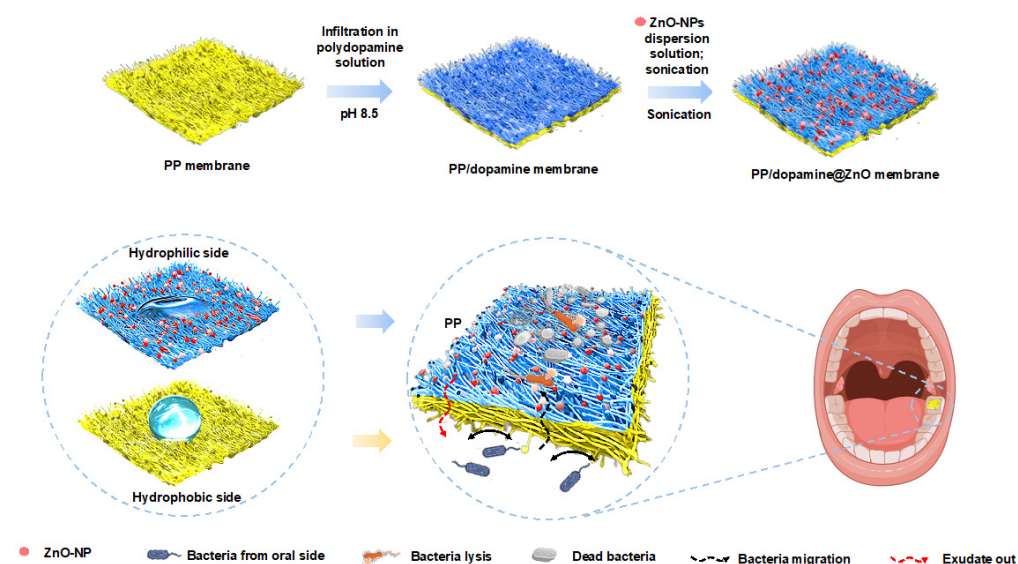 Infiltration in
polydopamine
solution
pH 8.5
ZnO-NPs
dispersion
solution;
sonication
Sonication
PP membrane
PP/dopamine membrane
PP/dopamine@ZnO membrane
Hydrophilic side
PP
Hydrophobic side
ZnO-NP
Bacteria from oral side
Bacteria lysis
Dead bacteria
Bacteria migration
Exudate out